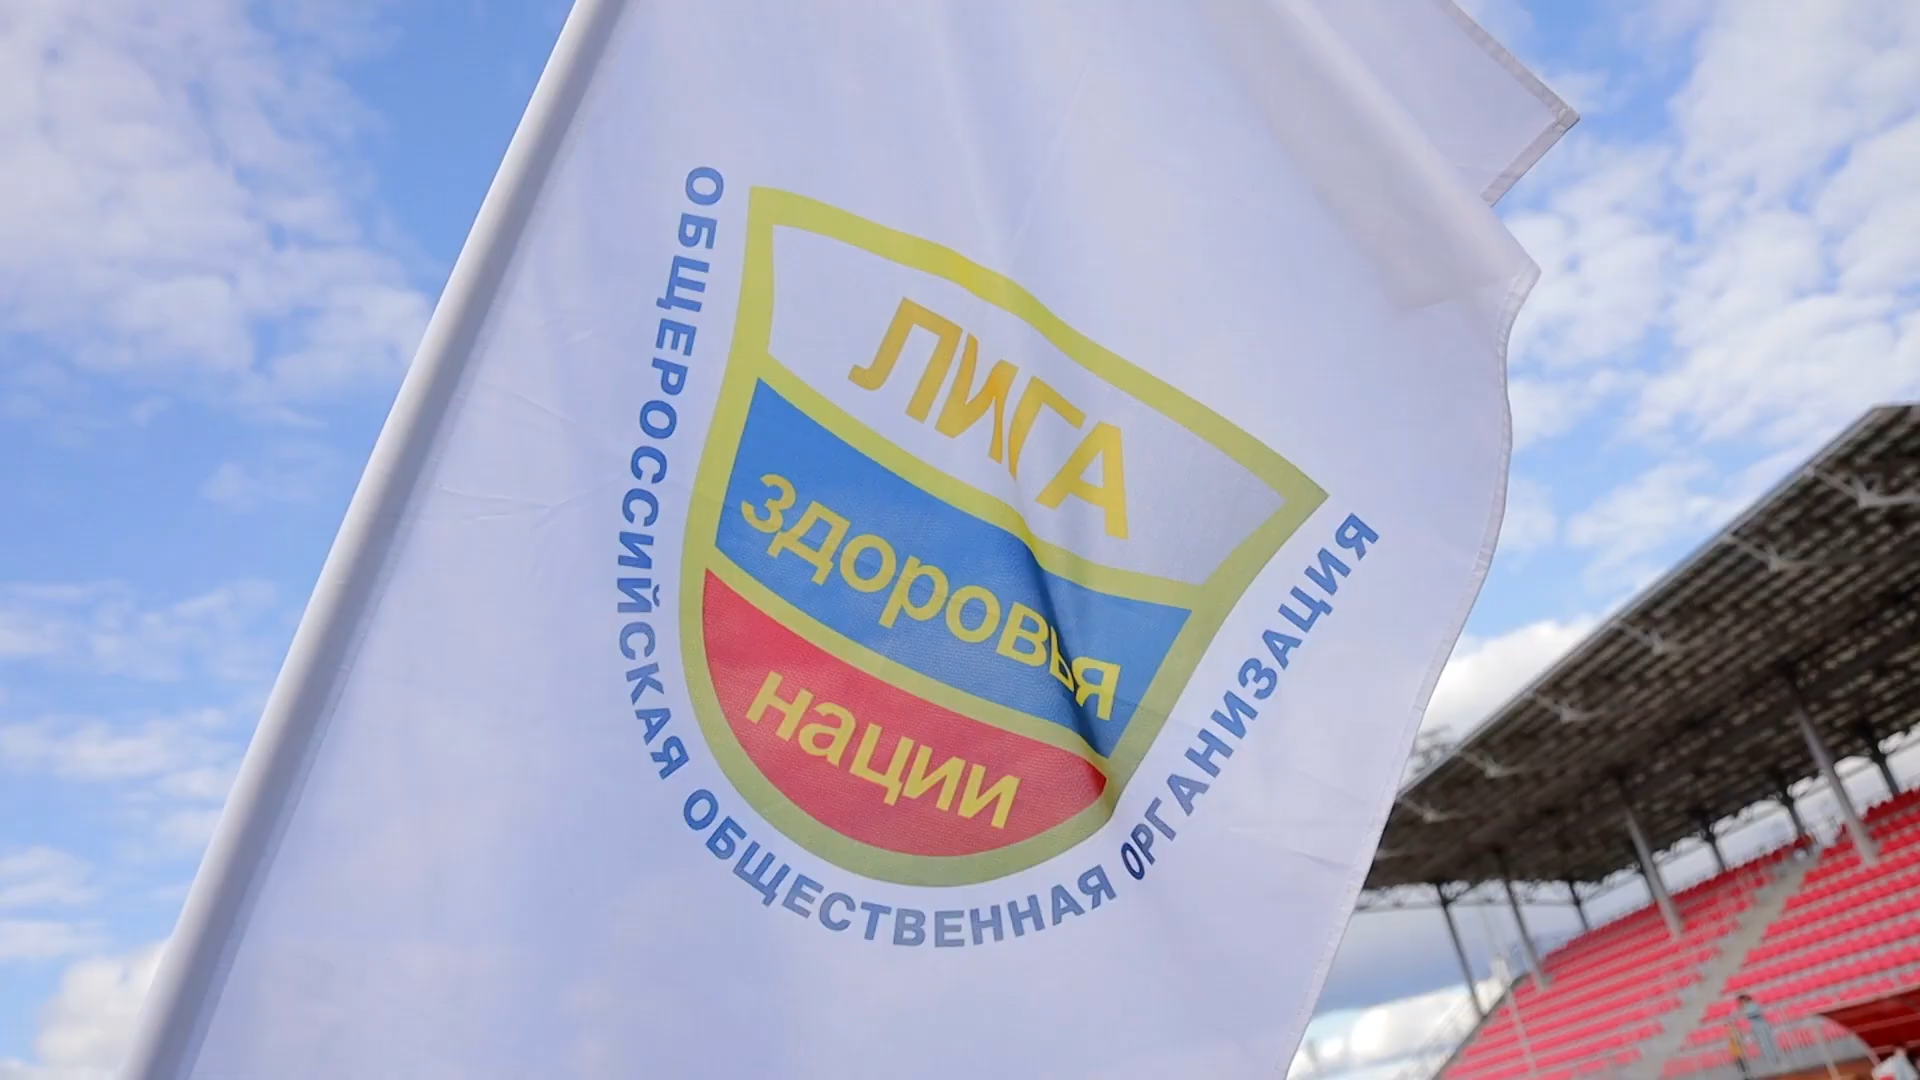 ЛИГА
здоровья
нации
ОБЩЕРОССИЙСКАЯ ОБЩЕСТВЕННАЯ ОРГАНИЗАЦИЯ